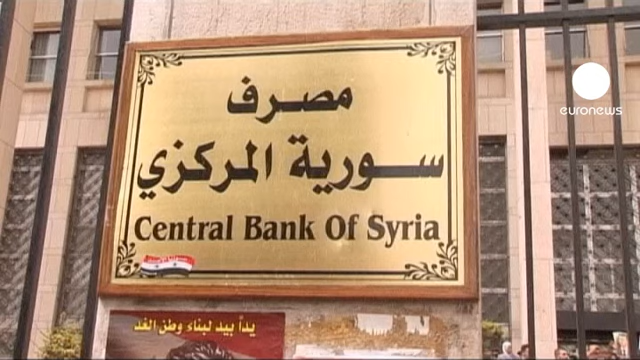 euronews
مصرف
سورية المركزي
Central Bank Of Syria
يداً بيد لبناء وطن الغد